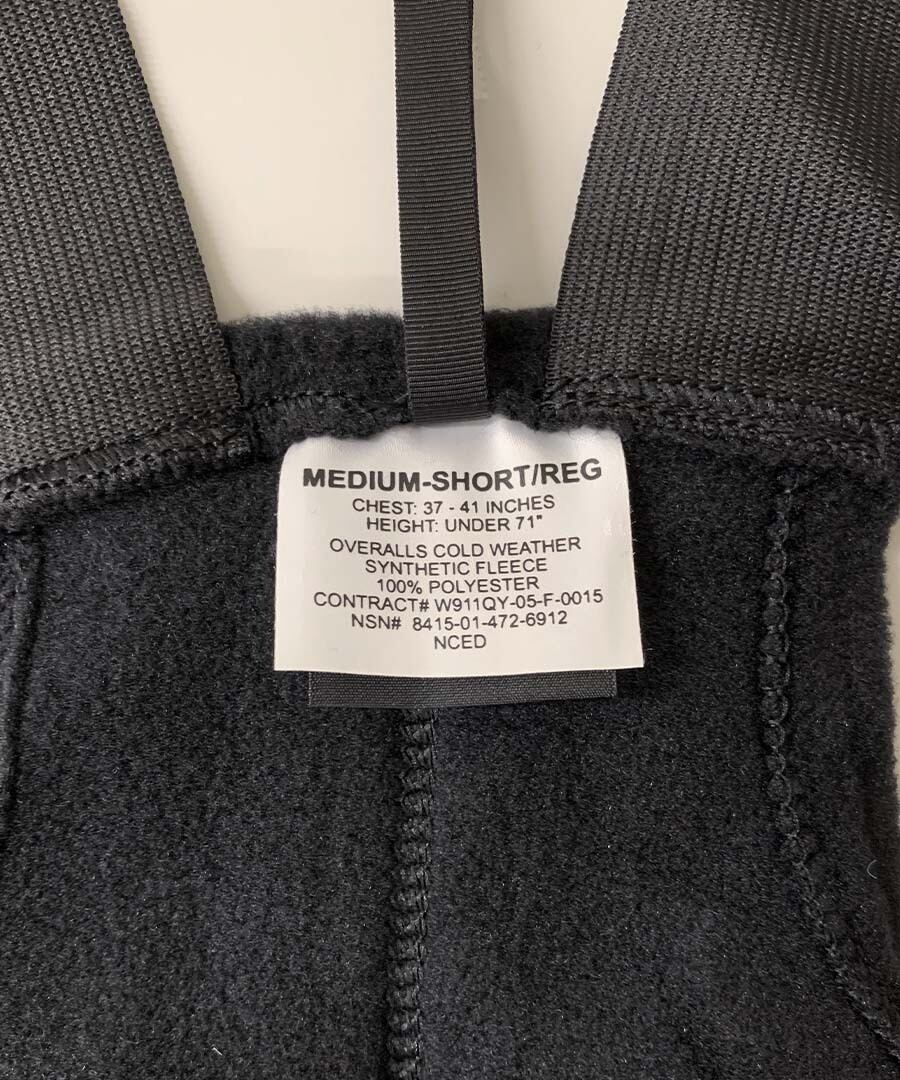 MEDIUM-SHORT/REG
CHEST: 37 - 41 INCHES
HEIGHT: UNDER 71"
OVERALLS COLD WEATHER
SYNTHETIC FLEECE
100% POLYESTER
CONTRACT# W911QY-05-F-0015
NSN# 8415-01-472-6912
NCED